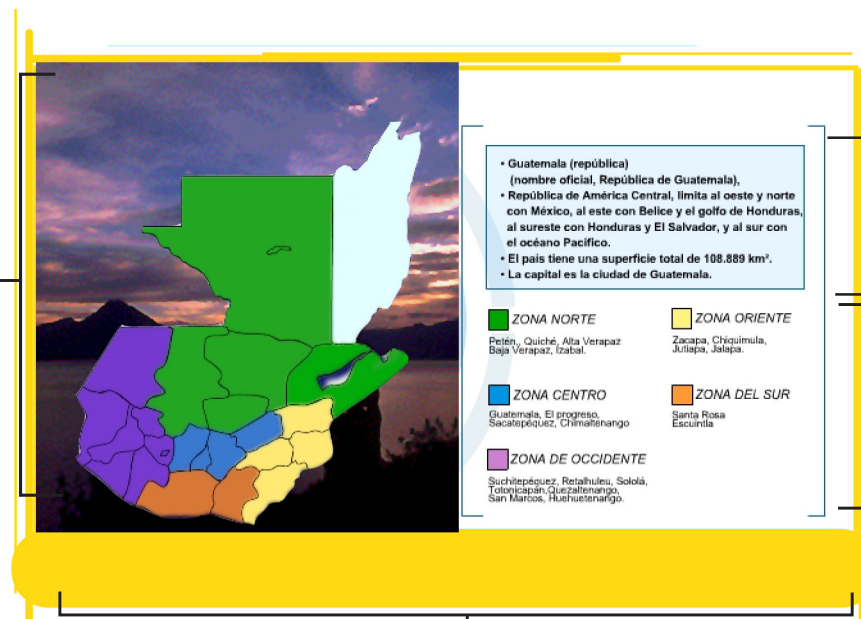 • Guatemala (república)
(nombre oficial, República de Guatemala),
• República de América Central, limita al oeste y norte
con México, al este con Belice y el golfo de Honduras,
al sureste con Honduras y El Salvador, y al sur con
el océano Pacífico.
• El país tiene una superficie total de 108.889 km².
• La capital es la ciudad de Guatemala.
ZONA NORTE
Petén,, Quiché, Alta Verapaz
Baja Verapaz, Izabal.
ZONA ORIENTE
Zacapa, Chiquimula,
Jutiapa, Jalapa.
ZONA CENTRO
Guatemala, El progreso,
Sacatepéquez, Chimaltenango
ZONA DEL SUR
Santa Rosa
Escuintla
ZONA DE OCCIDENTE
Suchitepéquez, Retalhuleu, Sololá,
Totonicapán,Quezaltenango,
San Marcos, Huehuetenango.